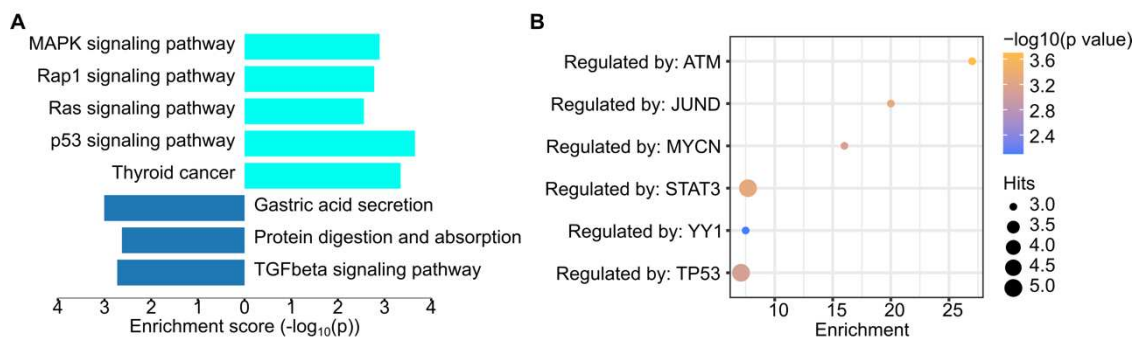 A
MAPK signaling pathway
Rap1 signaling pathway
Ras signaling pathway
p53 signaling pathway
Thyroid cancer
Gastric acid secretion
Protein digestion and absorption
TGFbeta signaling pathway
4 3 2 1 0 1 2 3 4
Enrichment score (-log₁₀(p))
B
Regulated by: ATM
Regulated by: JUND
Regulated by: MYCN
Regulated by: STAT3
Regulated by: YY1
Regulated by: TP53
10 15 20 25
Enrichment
−log10(p value)
3.6
3.2
2.8
2.4
Hits
3.0
3.5
4.0
4.5
5.0